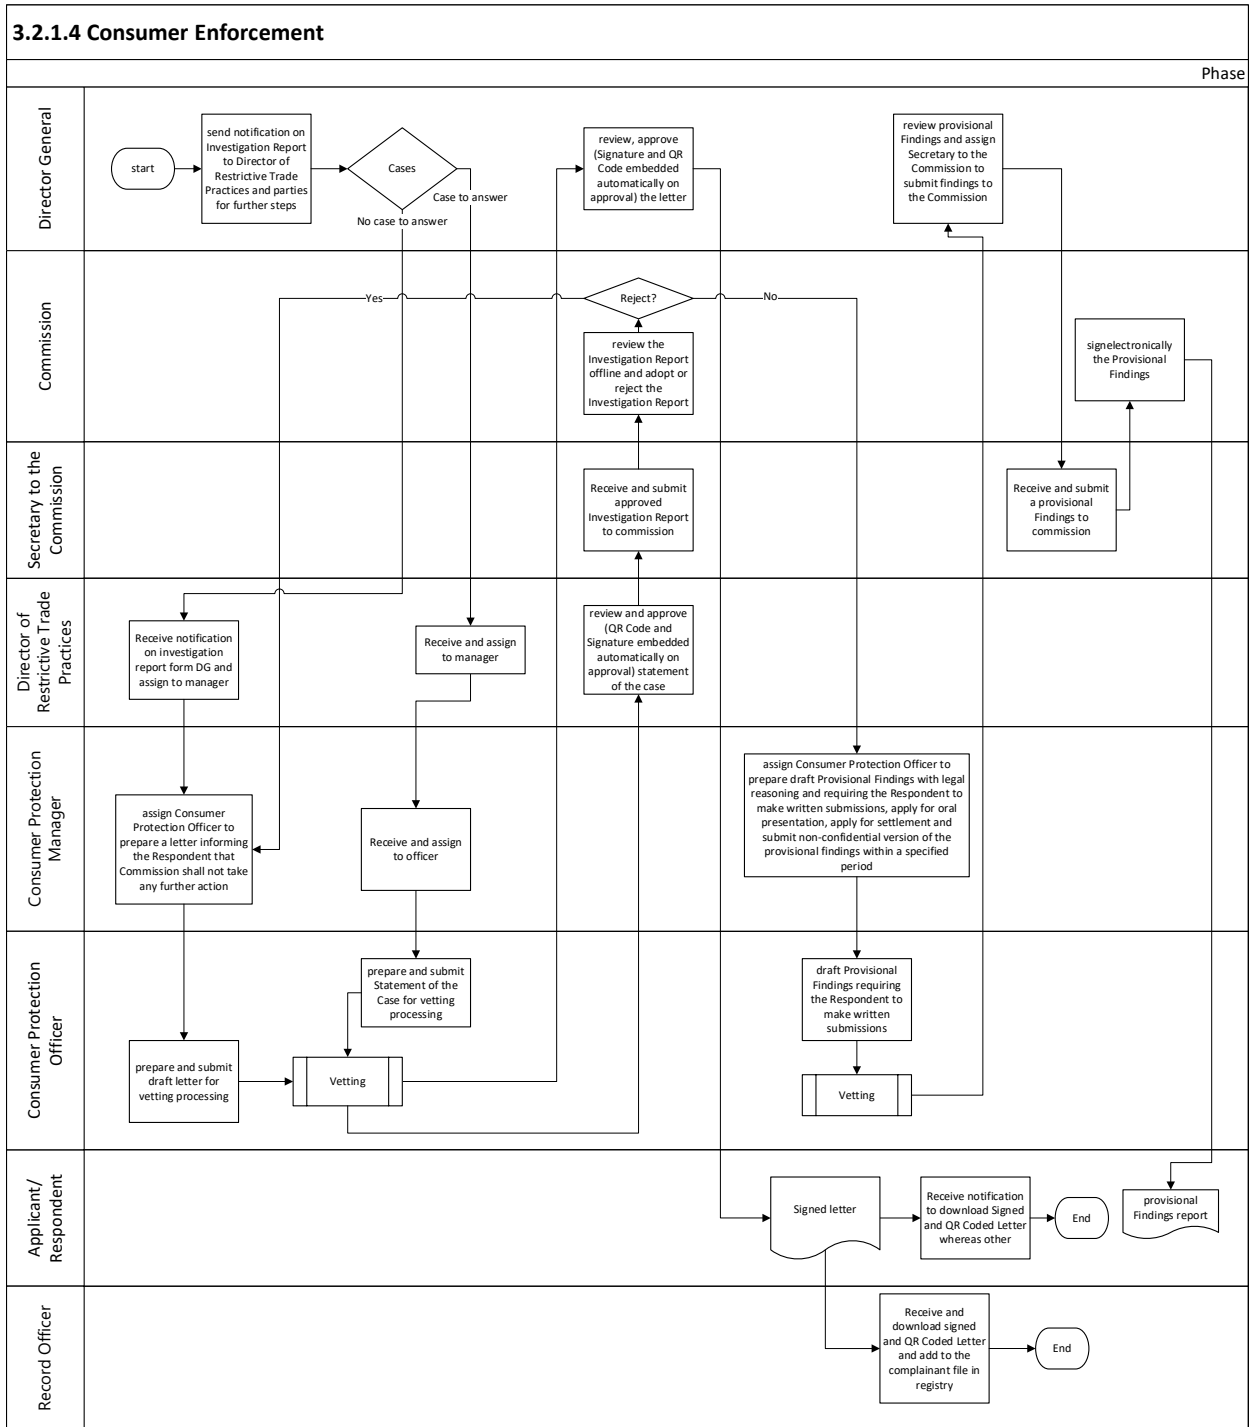 3.2.1.4 Consumer Enforcement
Phase
Director General
start
send notification on
Investigation Report
to Director of
Restrictive Trade
Practices and parties
for further steps
Cases
Case to answer
No case to answer
review, approve
(Signature and QR
Code embedded
automatically on
approval) the letter
review provisional
Findings and assign
Secretary to the
Commission to
submit findings to
the Commission
Commission
Yes
Reject?
No
review the
Investigation Report
offline and adopt or
reject the
Investigation Report
signelectronically
the Provisional
Findings
Secretary to the
Commission
Receive and submit
approved
Investigation Report
to commission
Receive and submit
a provisional
Findings to
commission
Director of
Restrictive Trade
Practices
Receive notification
on investigation
report form DG and
assign to manager
Receive and assign
to manager
review and approve
(QR Code and
Signature embedded
automatically on
approval) statement
of the case
Consumer Protection
Manager
assign Consumer
Protection Officer to
prepare a letter informing
the Respondent that
Commission shall not take
any further action
Receive and assign
to officer
assign Consumer Protection Officer to
prepare draft Provisional Findings with legal
reasoning and requiring the Respondent to
make written submissions, apply for oral
presentation, apply for settlement and
submit non-confidential version of the
provisional findings within a specified
period
Consumer Protection
Officer
prepare and submit
Statement of the
Case for vetting
processing
prepare and submit
draft letter for
vetting processing
Vetting
draft Provisional
Findings requiring
the Respondent to
make written
submissions
Vetting
Applicant/
Respondent
Signed letter
Receive notification
to download Signed
and QR Coded Letter
whereas other
End
provisional
Findings report
Record Officer
Receive and
download signed
and QR Coded Letter
and add to the
complainant file in
registry
End